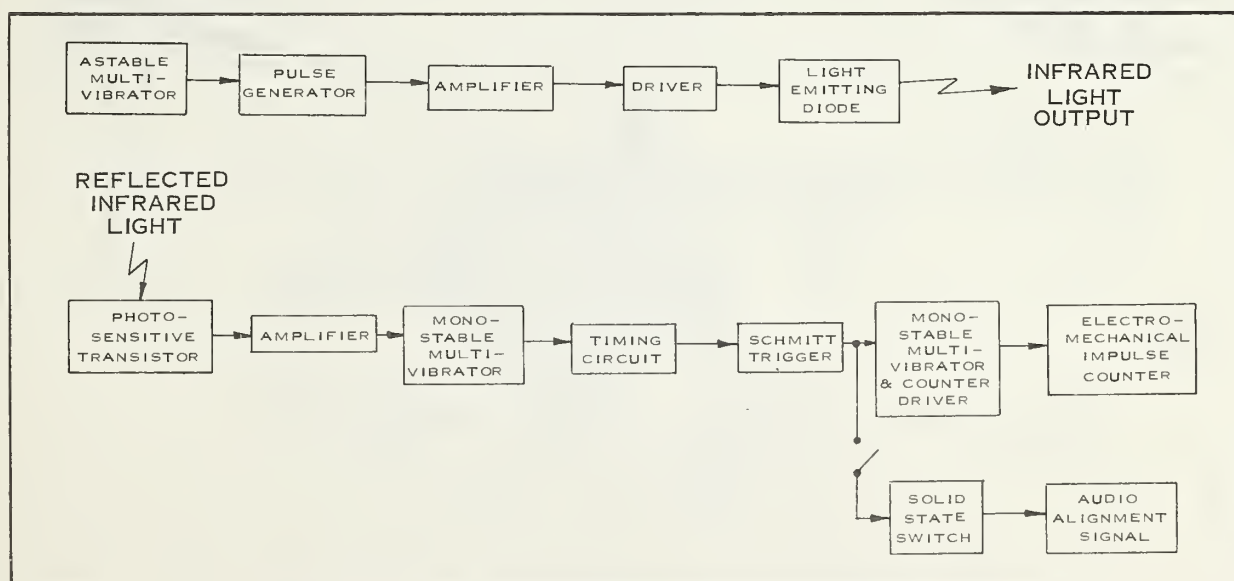 ASTABLE
MULTI-
VIBRATOR
PULSE
GENERATOR
AMPLIFIER
DRIVER
LIGHT
EMITTING
DIODE
INFRARED
LIGHT
OUTPUT
REFLECTED
INFRARED
LIGHT
PHOTO-
SENSITIVE
TRANSISTOR
AMPLIFIER
MONO-
STABLE
MULTI-
VIBRATOR
TIMING
CIRCUIT
SCHMITT
TRIGGER
MONO-
STABLE
MULTI-
VIBRATOR
& COUNTER
DRIVER
ELECTRO-
MECHANICAL
IMPULSE
COUNTER
SOLID
STATE
SWITCH
AUDIO
ALIGNMENT
SIGNAL